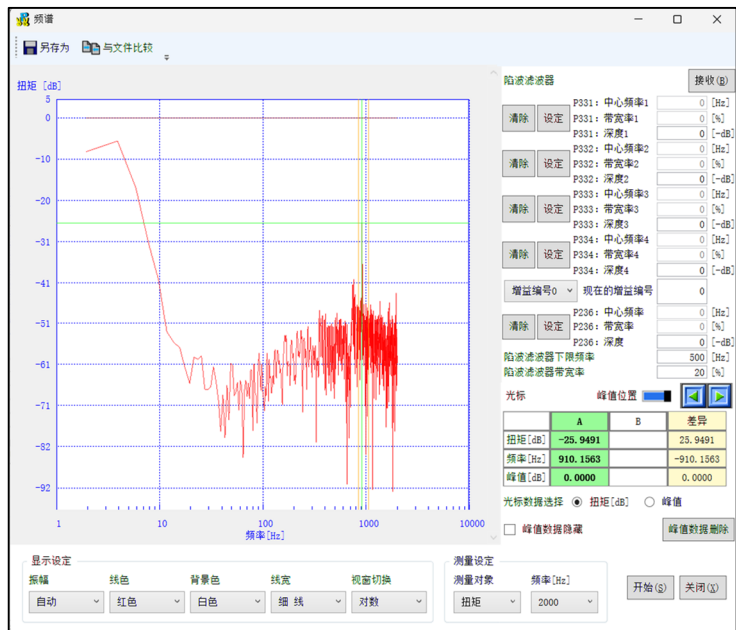 频谱
另存为 与文件比较
扭矩 [dB]
5
0
-10
-20
-31
-41
-51
-61
-71
-82
-92
1 10 100 1000 10000
频率[Hz]
陷波滤波器 接收(R)
清除 设定
P331: 中心频率1 0 [Hz]
P331: 带宽率1 0 [%]
P331: 深度1 0 [-dB]
清除 设定
P332: 中心频率2 0 [Hz]
P332: 带宽率2 0 [%]
P332: 深度2 0 [-dB]
清除 设定
P333: 中心频率3 0 [Hz]
P333: 带宽率3 0 [%]
P333: 深度3 0 [-dB]
清除 设定
P334: 中心频率4 0 [Hz]
P334: 带宽率4 0 [%]
P334: 深度4 0 [-dB]
增益编号0 现在的增益编号 0
清除 设定
P236: 中心频率 0 [Hz]
P236: 带宽率 0 [%]
P236: 深度 0 [-dB]
陷波滤波器下限频率 500 [Hz]
陷波滤波器带宽率 20 [%]
光标 峰值位置
A B 差异
扭矩[dB] -25.9491 25.9491
频率[Hz] 910.1563 -910.1563
峰值[dB] 0.0000 0.0000
光标数据选择 扭矩[dB] 峰值
峰值数据隐藏 峰值数据删除
显示设定
振幅 线色 背景色 线宽 视窗切换
自动 红色 白色 细 线 对数
测量设定
测量对象 频率[Hz]
扭矩 2000
开始(S) 关闭(X)